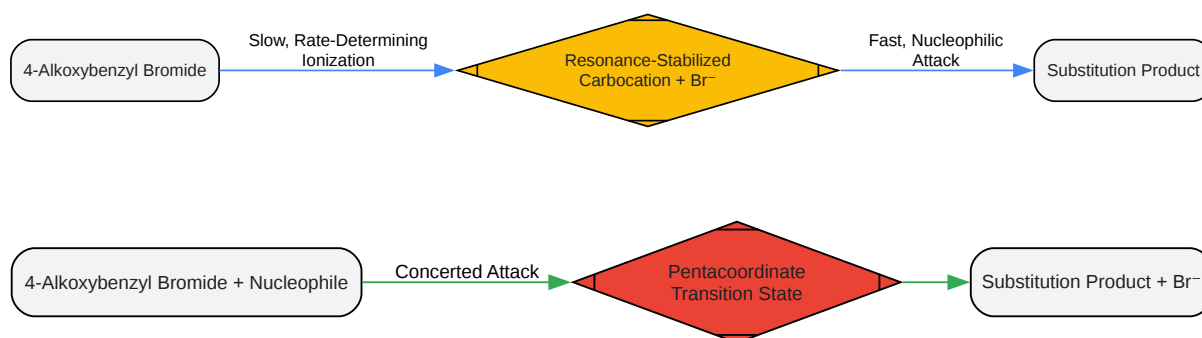 4-Alkoxybenzyl Bromide
Slow, Rate-Determining
Ionization
Resonance-Stabilized
Carbocation + Br⁻
Fast, Nucleophilic
Attack
Substitution Product
4-Alkoxybenzyl Bromide + Nucleophile
Concerted Attack
Pentacoordinate
Transition State
Substitution Product + Br⁻